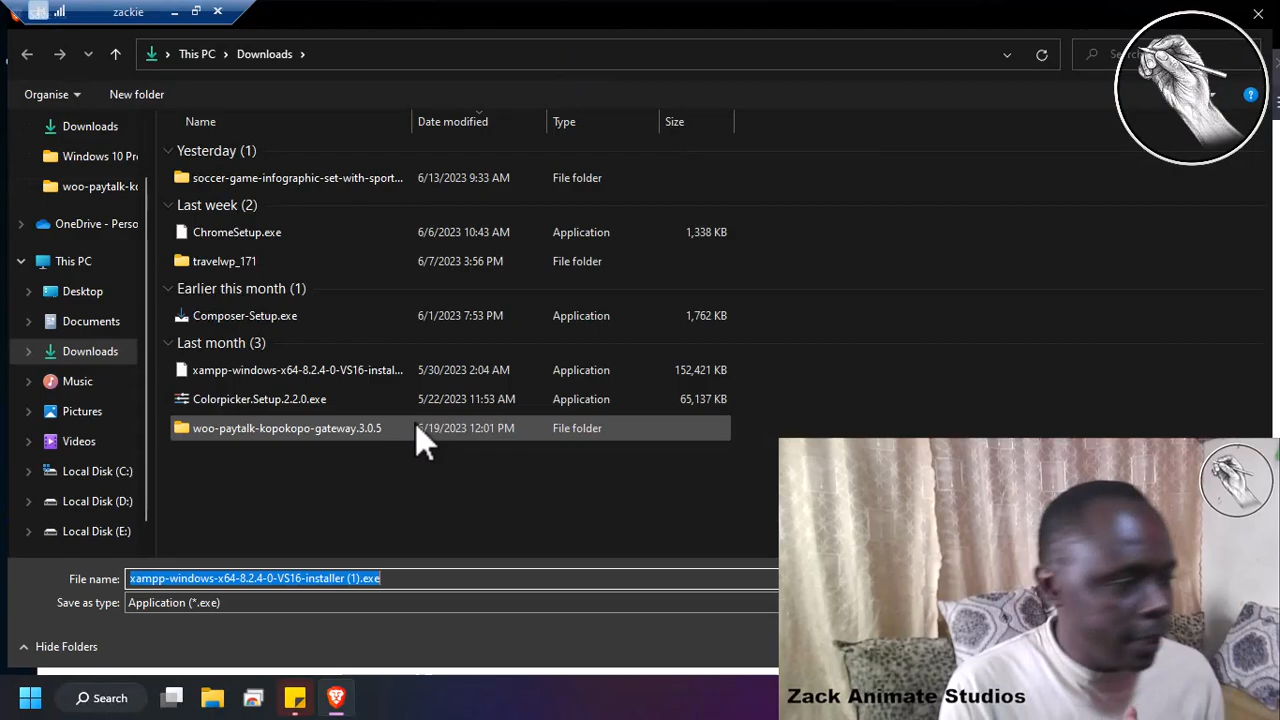 zackie
This PC
Downloads
Organise
New folder
Name
Date modified
Type
Size
Downloads
Windows 10 Pr
woo-paytalk-ko
OneDrive - Perso
This PC
Desktop
Documents
Downloads
Music
Pictures
Videos
Local Disk (C:)
Local Disk (D:)
Local Disk (E:)
Yesterday (1)
soccer-game-infographic-set-with-sport... 6/13/2023 9:33 AM File folder
Last week (2)
ChromeSetup.exe 6/6/2023 10:43 AM Application 1,338 KB
travelwp_171 6/7/2023 3:56 PM File folder
Earlier this month (1)
Composer-Setup.exe 6/1/2023 7:53 PM Application 1,762 KB
Last month (3)
xampp-windows-x64-8.2.4-0-VS16-instal... 5/30/2023 2:04 AM Application 152,421 KB
Colorpicker.Setup.2.2.0.exe 5/22/2023 11:53 AM Application 65,137 KB
woo-paytalk-kopokopo-gateway.3.0.5 /19/2023 12:01 PM File folder
File name: xampp-windows-x64-8.2.4-0-VS16-installer (1).exe
Save as type: Application (*.exe)
Hide Folders
Search
Zack Animate Studios